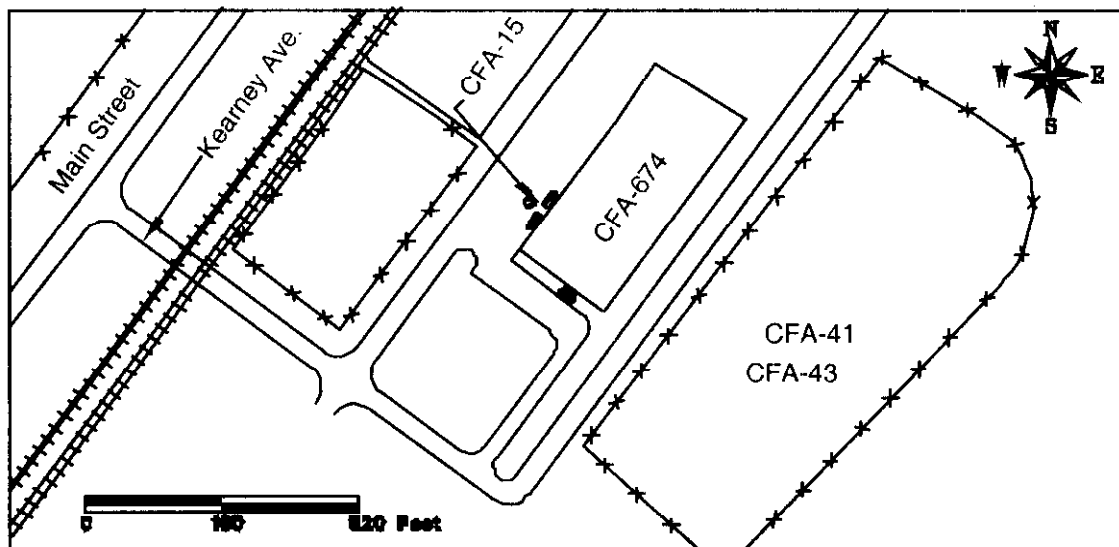 Main Street
Kearney Ave.
CFA-15
CFA-674
N
W
E
S
CFA-41
CFA-43
0
Feet